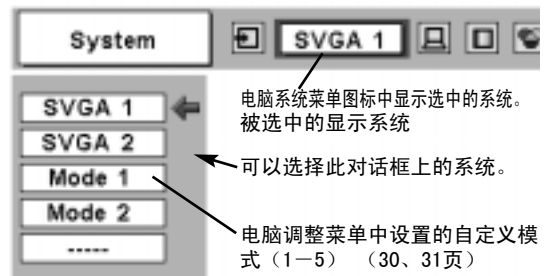 System
SVGA 1
电脑系统菜单图标中显示选中的系统。
被选中的显示系统
SVGA 1
SVGA 2
可以选择此对话框上的系统。
Mode 1
Mode 2
电脑调整菜单中设置的自定义模
式（1－5）（30、31页）
-----